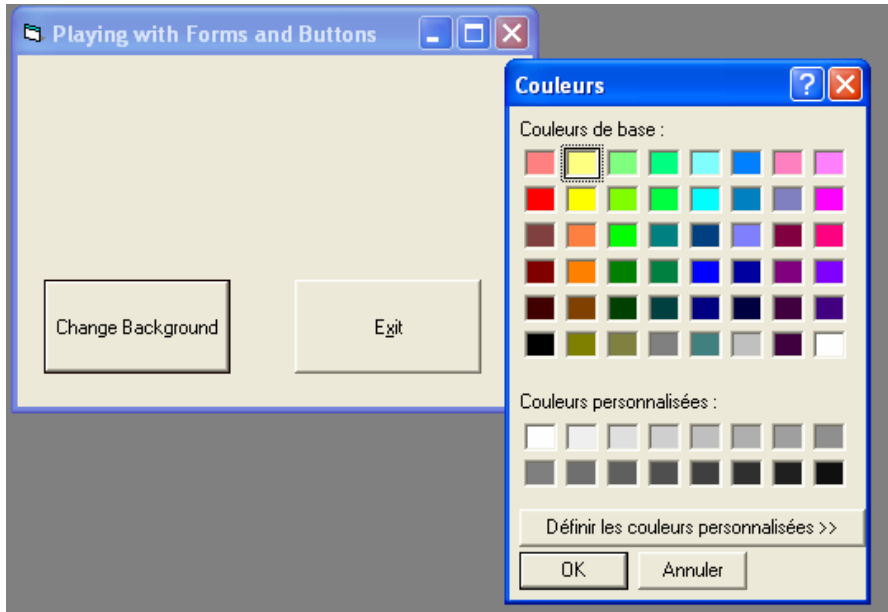 Playing with Forms and Buttons
Change Background
Exit
Couleurs
Couleurs de base :
Couleurs personnalisées :
Définir les couleurs personnalisées >>
OK
Annuler